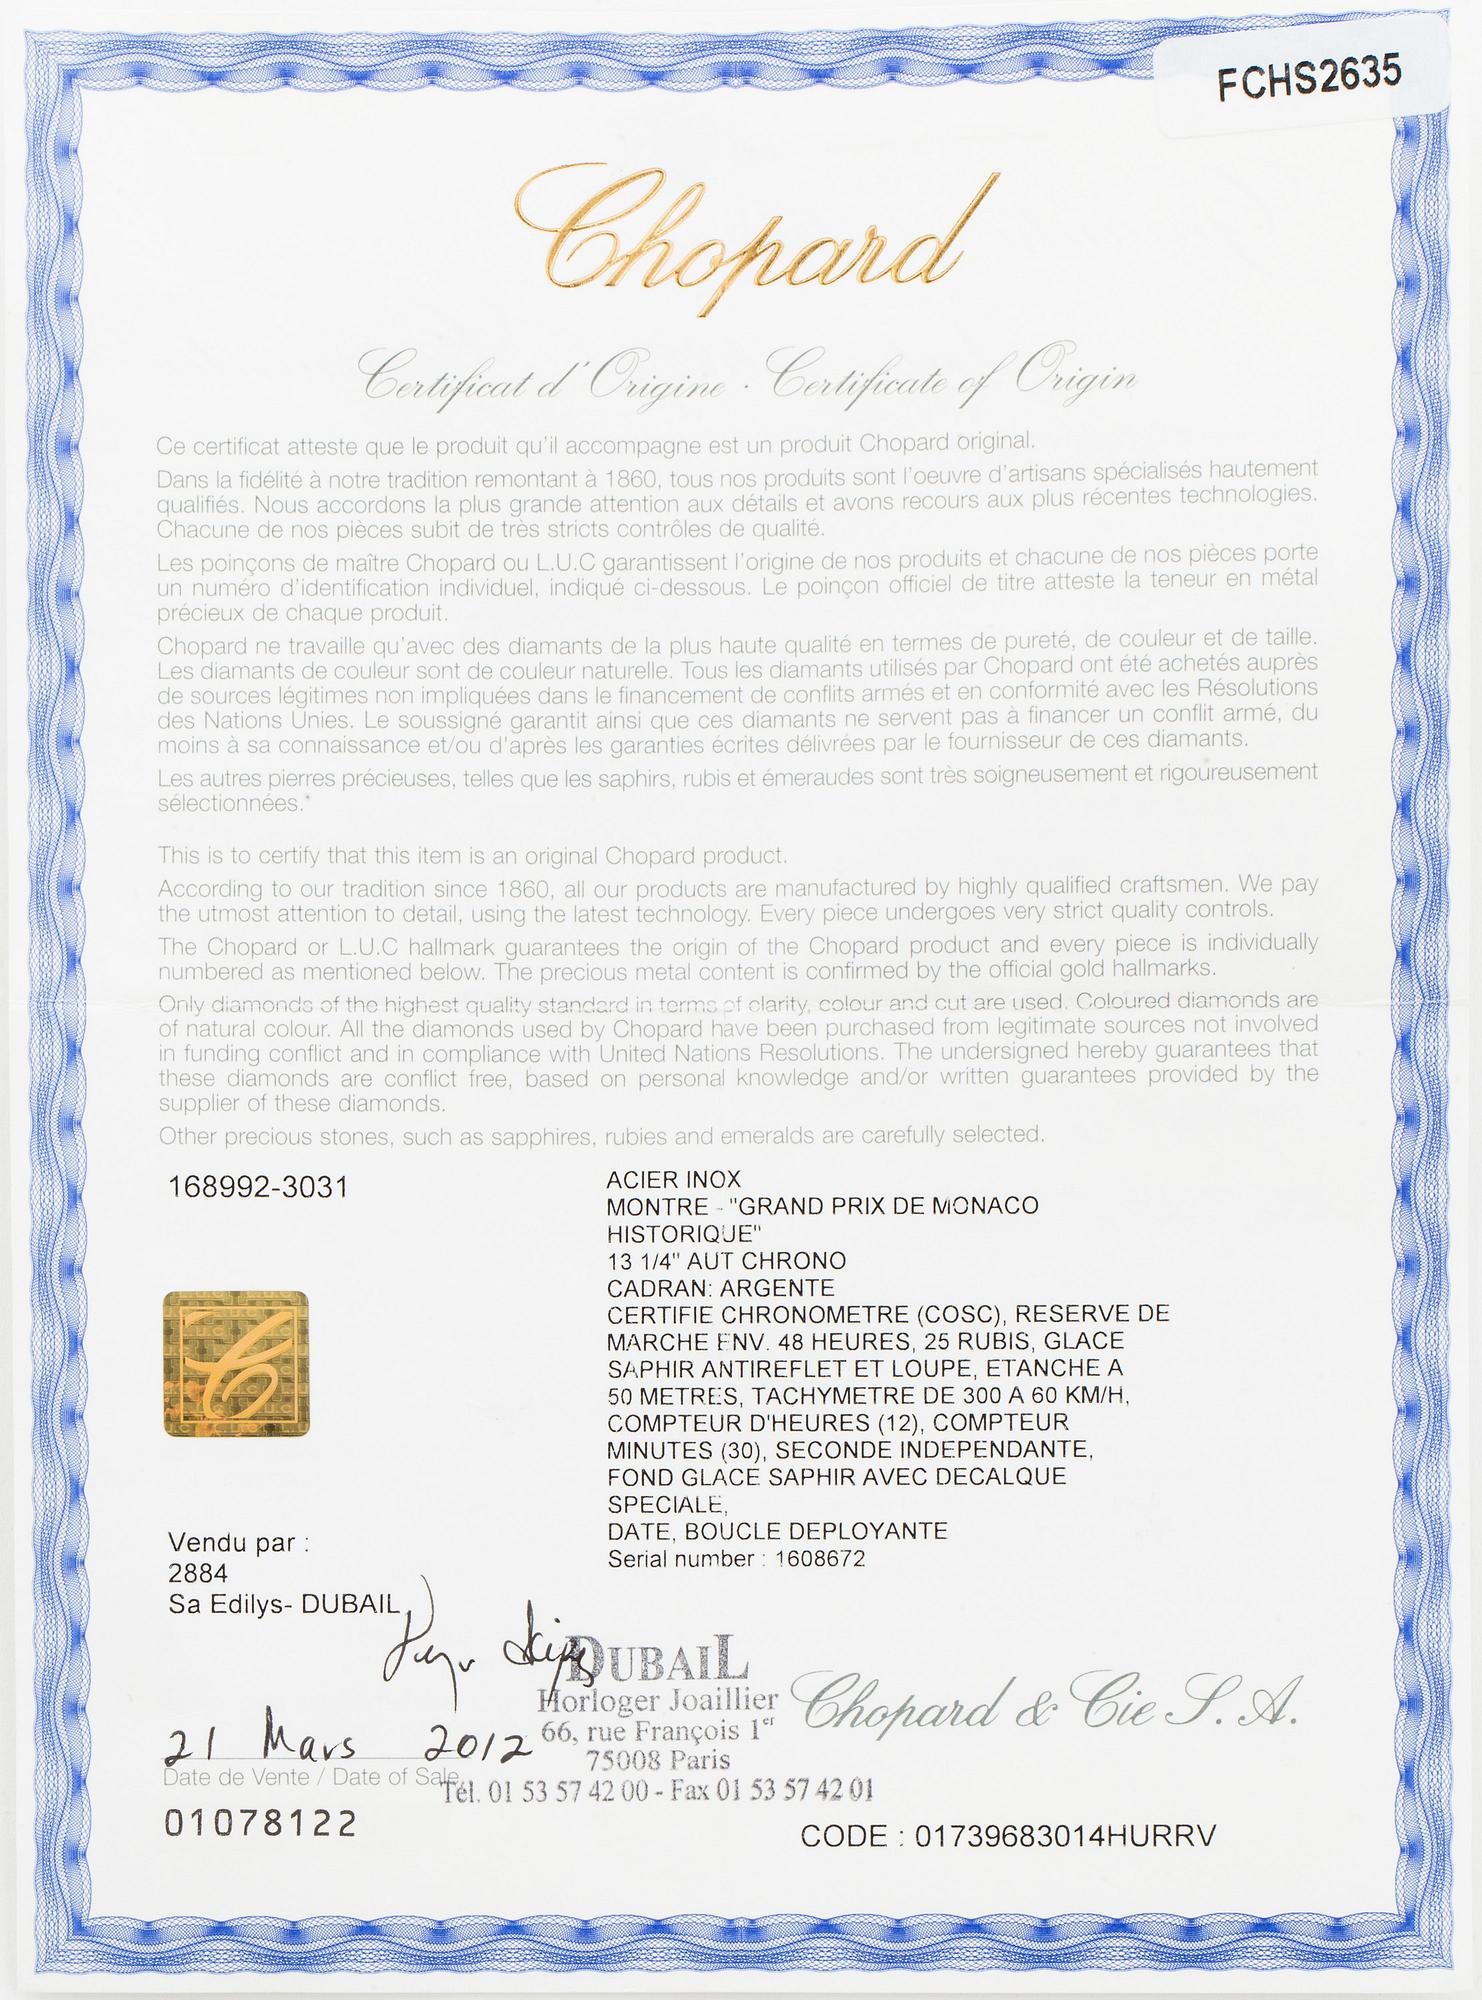 FCHS2635
Chopard
Certificat d'Origine · Certificate of Origin
Ce certificat atteste que le produit qu'il accompagne est un produit Chopard original.
Dans la fidélité à notre tradition remontant à 1860, tous nos produits sont l'oeuvre d'artisans spécialisés hautement
qualifiés. Nous accordons la plus grande attention aux détails et avons recours aux plus récentes technologies.
Chacune de nos pièces subit de très stricts contrôles de qualité.
Les poinçons de maître Chopard ou L.U.C garantissent l'origine de nos produits et chacune de nos pièces porte
un numéro d'identification individuel, indiqué ci-dessous. Le poinçon officiel de titre atteste la teneur en métal
précieux de chaque produit.
Chopard ne travaille qu'avec des diamants de la plus haute qualité en termes de pureté, de couleur et de taille.
Les diamants de couleur sont de couleur naturelle. Tous les diamants utilisés par Chopard ont été achetés auprès
de sources légitimes non impliquées dans le financement de conflits armés et en conformité avec les Résolutions
des Nations Unies. Le soussigné garantit ainsi que ces diamants ne servent pas à financer un conflit armé, du
moins à sa connaissance et/ou d'après les garanties écrites délivrées par le fournisseur de ces diamants.
Les autres pierres précieuses, telles que les saphirs, rubis et émeraudes sont très soigneusement et rigoureusement
sélectionnées.
This is to certify that this item is an original Chopard product.
According to our tradition since 1860, all our products are manufactured by highly qualified craftsmen. We pay
the utmost attention to detail, using the latest technology. Every piece undergoes very strict quality controls.
The Chopard or L.U.C hallmark guarantees the origin of the Chopard product and every piece is individually
numbered as mentioned below. The precious metal content is confirmed by the official gold hallmarks.
Only diamonds of the highest quality standard in terms of clarity, colour and cut are used. Coloured diamonds are
of natural colour. All the diamonds used by Chopard have been purchased from legitimate sources not involved
in funding conflict and in compliance with United Nations Resolutions. The undersigned hereby guarantees that
these diamonds are conflict free, based on personal knowledge and/or written guarantees provided by the
supplier of these diamonds.
Other precious stones, such as sapphires, rubies and emeralds are carefully selected.
168992-3031
ACIER INOX
MONTRE - "GRAND PRIX DE MONACO
HISTORIQUE"
13 1/4" AUT CHRONO
CADRAN: ARGENTE
CERTIFIE CHRONOMETRE (COSC), RESERVE DE
MARCHE ENV. 48 HEURES, 25 RUBIS, GLACE
SAPHIR ANTIREFLET ET LOUPE, ETANCHE A
50 METRES, TACHYMETRE DE 300 A 60 KM/H,
COMPTEUR D'HEURES (12), COMPTEUR
MINUTES (30), SECONDE INDEPENDANTE,
FOND GLACE SAPHIR AVEC DECALQUE
SPECIALE,
DATE, BOUCLE DEPLOYANTE
Serial number : 1608672
Vendu par :
2884
Sa Edilys- DUBAIL
DUBAIL
Horloger Joaillier
66, rue François 1er
75008 Paris
Tél. 01 53 57 42 00 - Fax 01 53 57 42 01
Chopard & Cie S. A.
21 Mars 2012
Date de Vente / Date of Sale
01078122
CODE : 01739683014HURRV